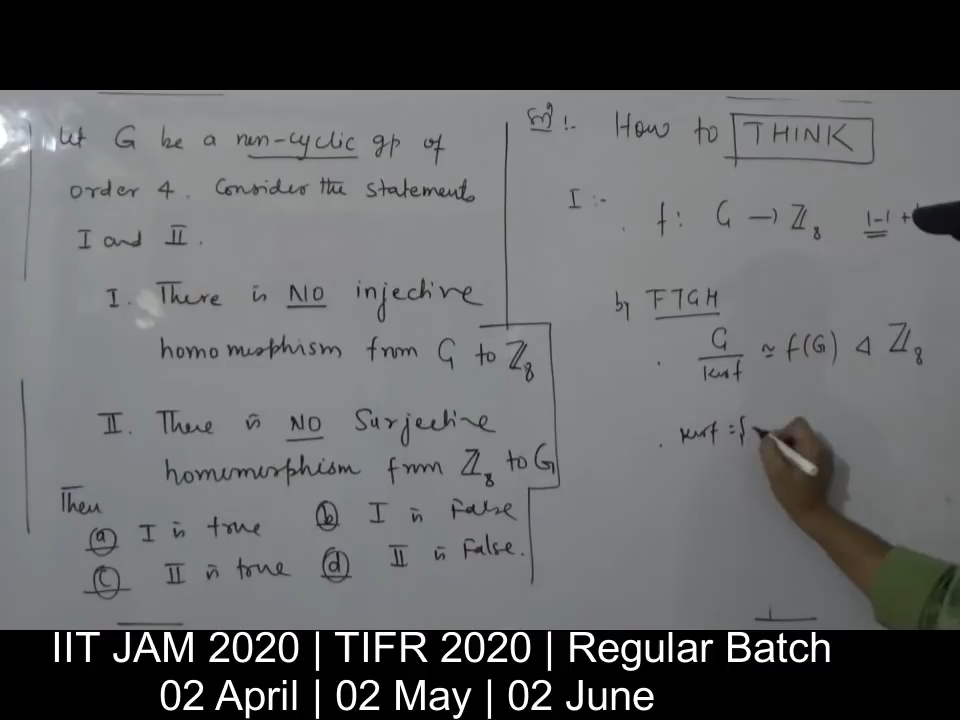 Let G be a non-cyclic gp of
order 4. Consider the statements
I and II.
I. There is NO injective
homomorphism from G to ℤ₈
II. There is NO Surjective
homomorphism from ℤ₈ to G
Then
(a) I is true (b) I is False
(c) II is true (d) II is False.
Solⁿ :- How to THINK
I :- f : G → ℤ₈ 1-1 +
by FTGH
G / kerf ≃ f(G) ⊲ ℤ₈
kerf = {
IIT JAM 2020 | TIFR 2020 | Regular Batch
02 April | 02 May | 02 June